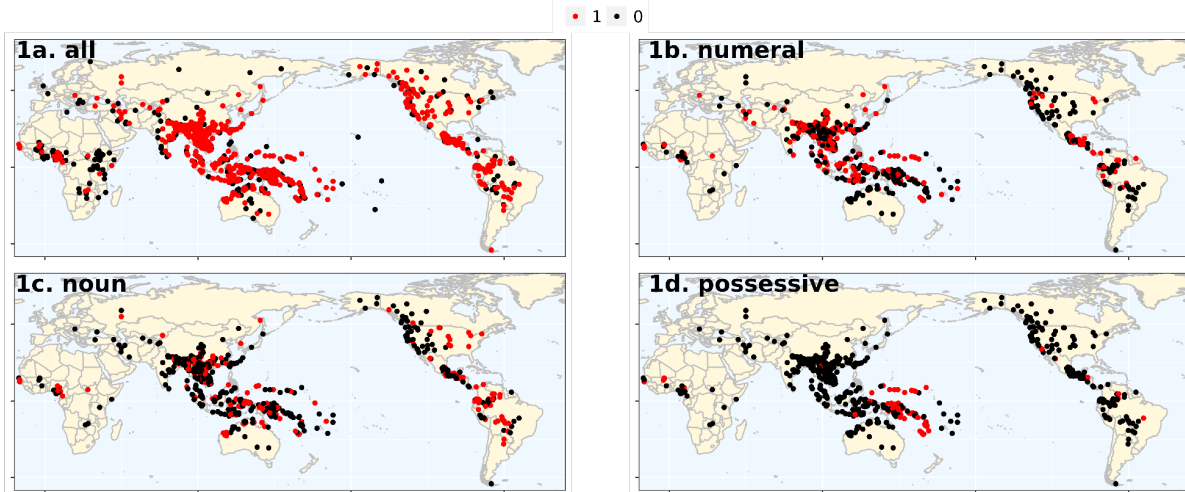 1 0
1a. all
1b. numeral
1c. noun
1d. possessive